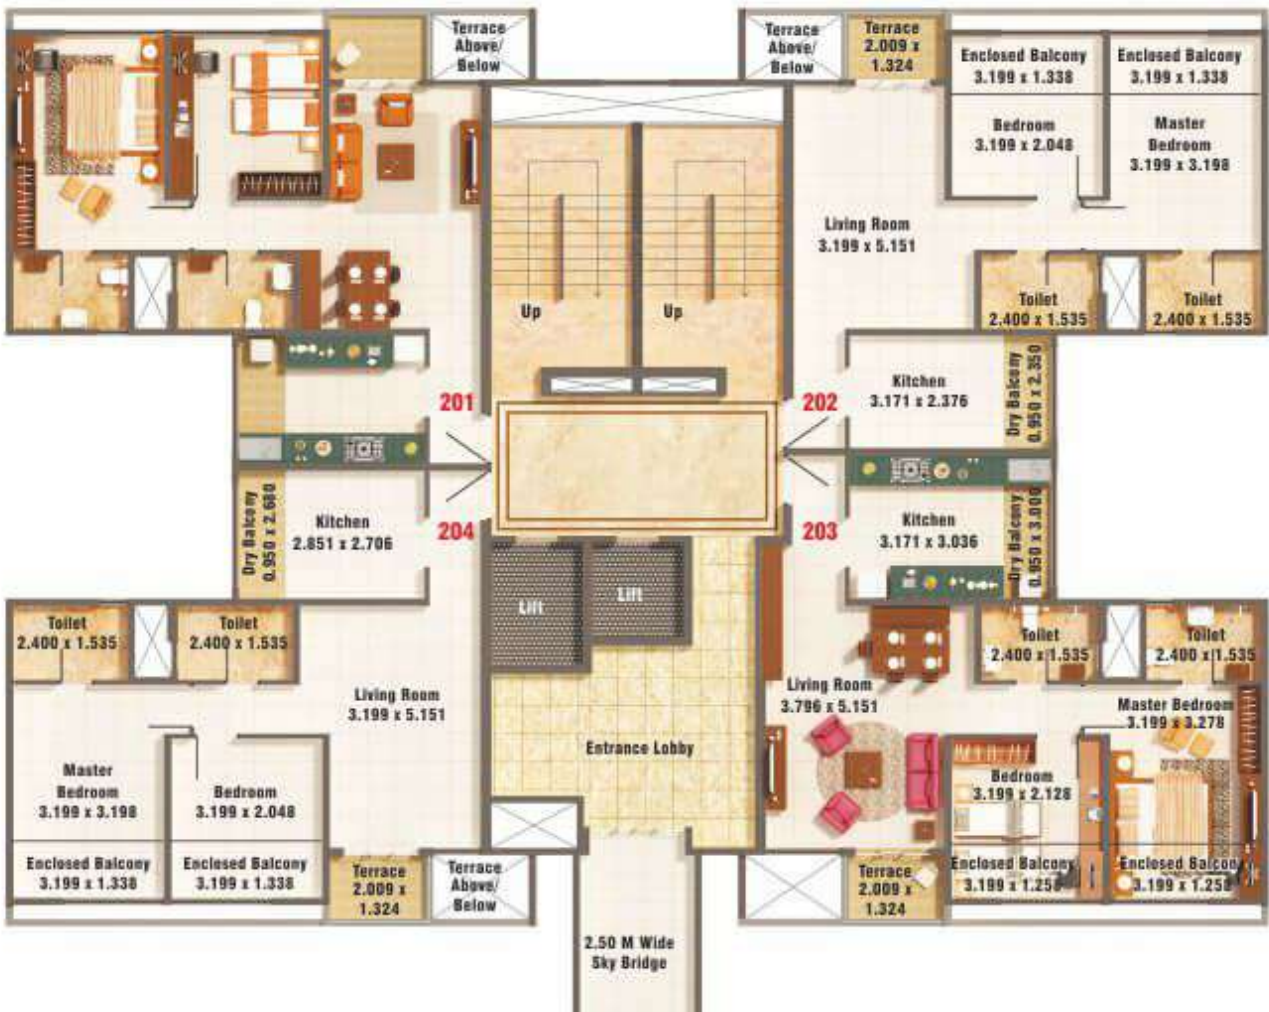 Terrace
Above/
Below
Terrace
Above/
Below
Terrace
2.009 x
1.324
Enclosed Balcony
3.199 x 1.338
Enclosed Balcony
3.199 x 1.338
Bedroom
3.199 x 2.048
Master
Bedroom
3.199 x 3.198
Living Room
3.199 x 5.151
Up
Up
Toilet
2.400 x 1.535
Toilet
2.400 x 1.535
Kitchen
3.171 x 2.376
Dry Balcony
0.950 x 2.350
201
202
Dry Balcony
0.950 x 2.680
Kitchen
2.851 x 2.706
204
203
Kitchen
3.171 x 3.036
Dry Balcony
0.950 x 3.000
Lift
Lift
Toilet
2.400 x 1.535
Toilet
2.400 x 1.535
Toilet
2.400 x 1.535
Toilet
2.400 x 1.535
Living Room
3.199 x 5.151
Living Room
3.796 x 5.151
Master Bedroom
3.199 x 3.278
Entrance Lobby
Master
Bedroom
3.199 x 3.198
Bedroom
3.199 x 2.048
Bedroom
3.199 x 2.128
Enclosed Balcony
3.199 x 1.338
Enclosed Balcony
3.199 x 1.338
Terrace
2.009 x
1.324
Terrace
Above/
Below
Terrace
2.009 x
1.324
Enclosed Balcony
3.199 x 1.258
Enclosed Balcony
3.199 x 1.258
2.50 M Wide
Sky Bridge